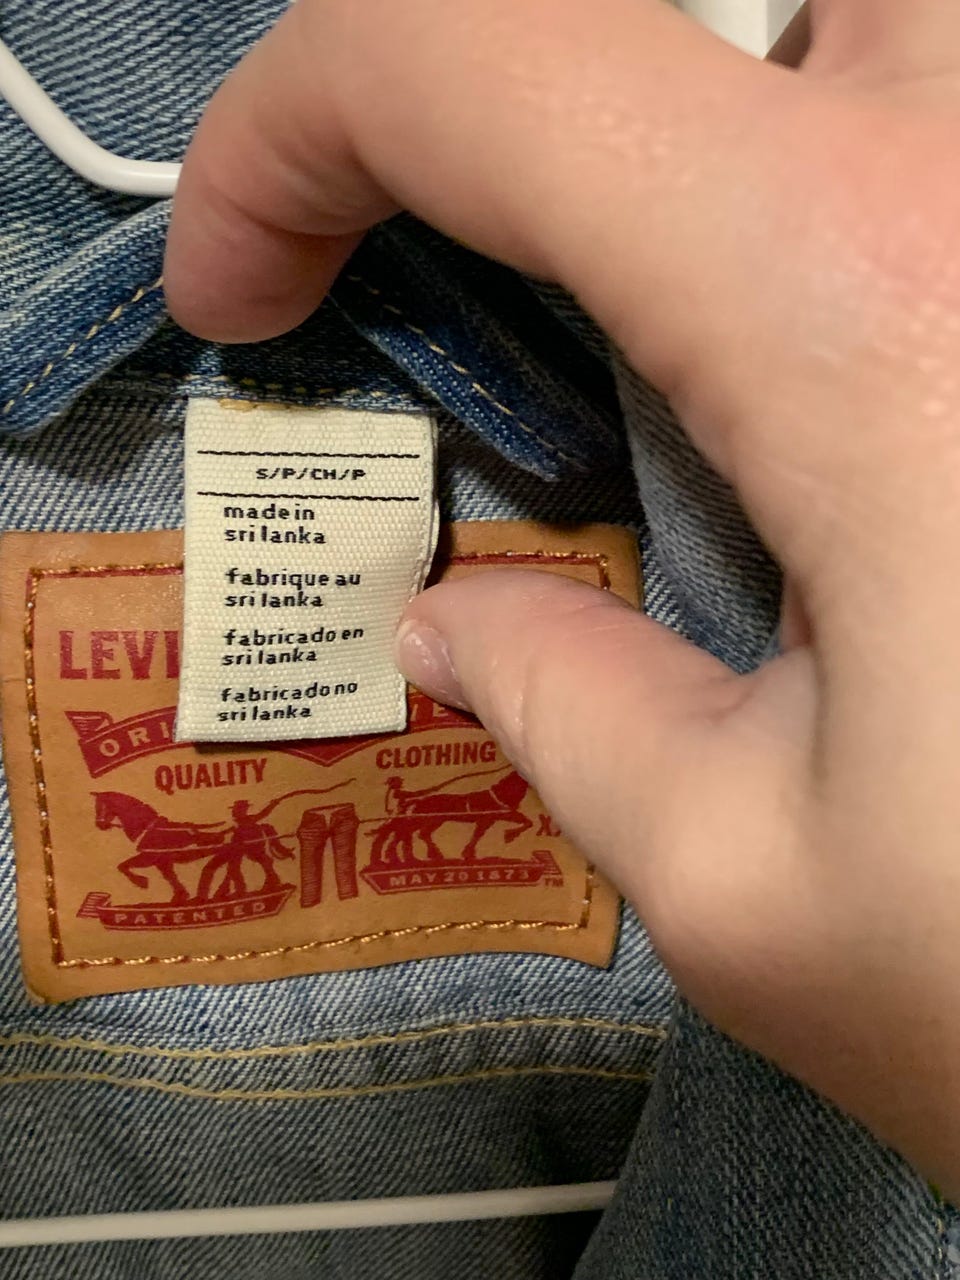 S/P/CH/P
made in
sri lanka
fabrique au
sri lanka
fabricado en
sri lanka
fabricado no
sri lanka
QUALITY CLOTHING
PATENTED
MAY 20 1873
TM